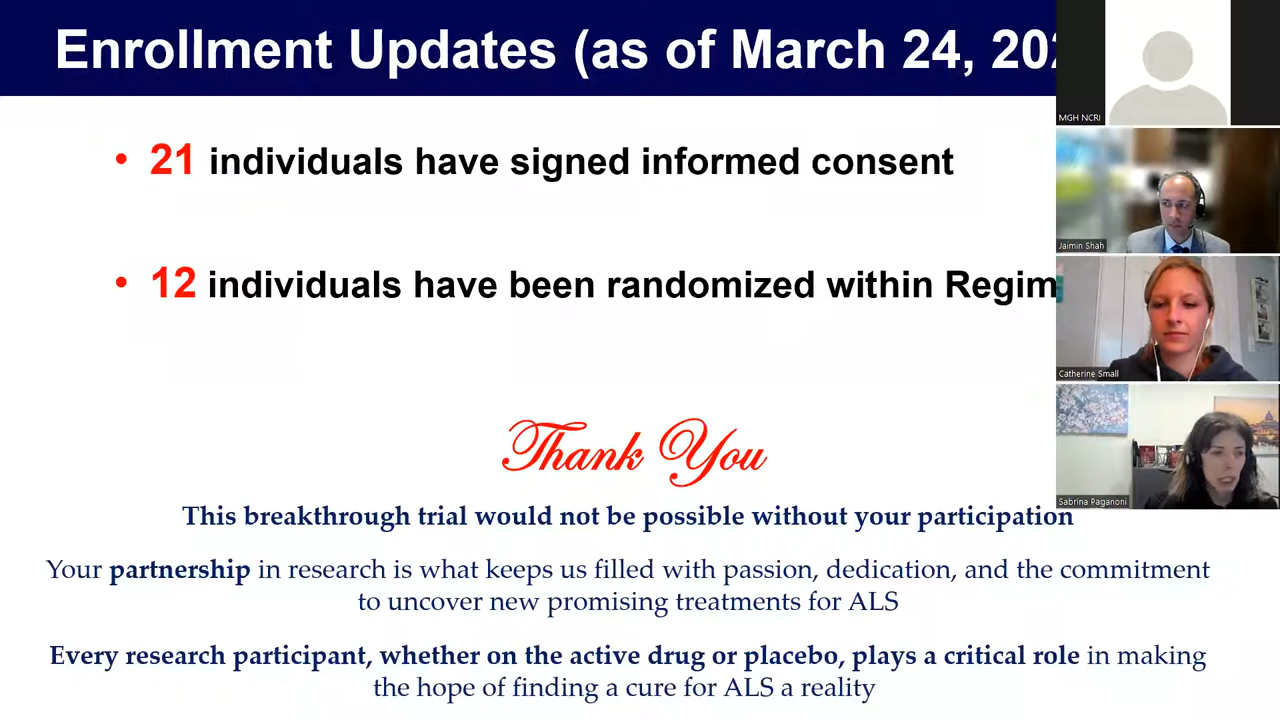 Enrollment Updates (as of March 24, 202
• 21 individuals have signed informed consent
• 12 individuals have been randomized within Regim
Thank You
This breakthrough trial would not be possible without your participation
Your partnership in research is what keeps us filled with passion, dedication, and the commitment
to uncover new promising treatments for ALS
Every research participant, whether on the active drug or placebo, plays a critical role in making
the hope of finding a cure for ALS a reality
MGH NCRI
Jaimin Shah
Catherine Small
Sabrina Paganoni